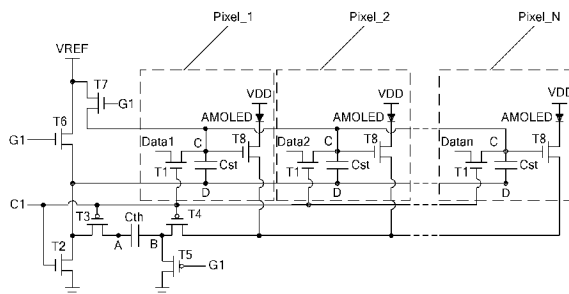 Pixel_1 Pixel_2 Pixel_N
VREF
T7 G1 VDD VDD VDD
T6 AMOLED AMOLED AMOLED
G1 Data1 C T8 Data2 C T8 Datan C T8
T1 Cst T1 Cst T1 Cst
D D D
C1 T3 Cth T4
T2 A B T5 G1